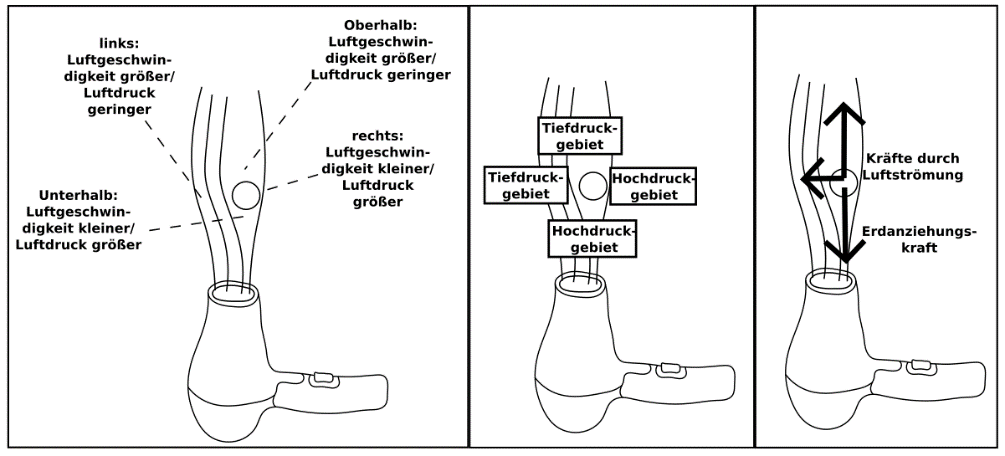 links:
Luftgeschwin-
digkeit größer/
Luftdruck
geringer
Oberhalb:
Luftgeschwin-
digkeit größer/
Luftdruck geringer
rechts:
Luftgeschwin-
digkeit kleiner/
Luftdruck
größer
Unterhalb:
Luftgeschwin-
digkeit kleiner/
Luftdruck größer
Tiefdruck-
gebiet
Tiefdruck-
gebiet
Hochdruck-
gebiet
Hochdruck-
gebiet
Kräfte durch
Luftströmung
Erdanziehungs-
kraft